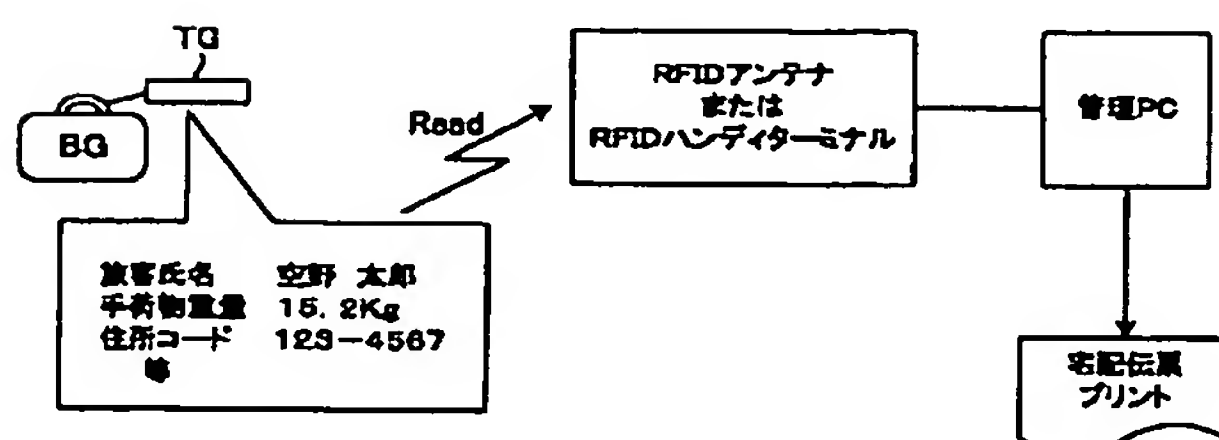 TG
BG
Read
RFIDアンテナ
または
RFIDハンディターミナル
管理PC
旅客氏名 空野 太郎
手荷物重量 15.2Kg
住所コード 123-4567
等
宅配伝票
プリント